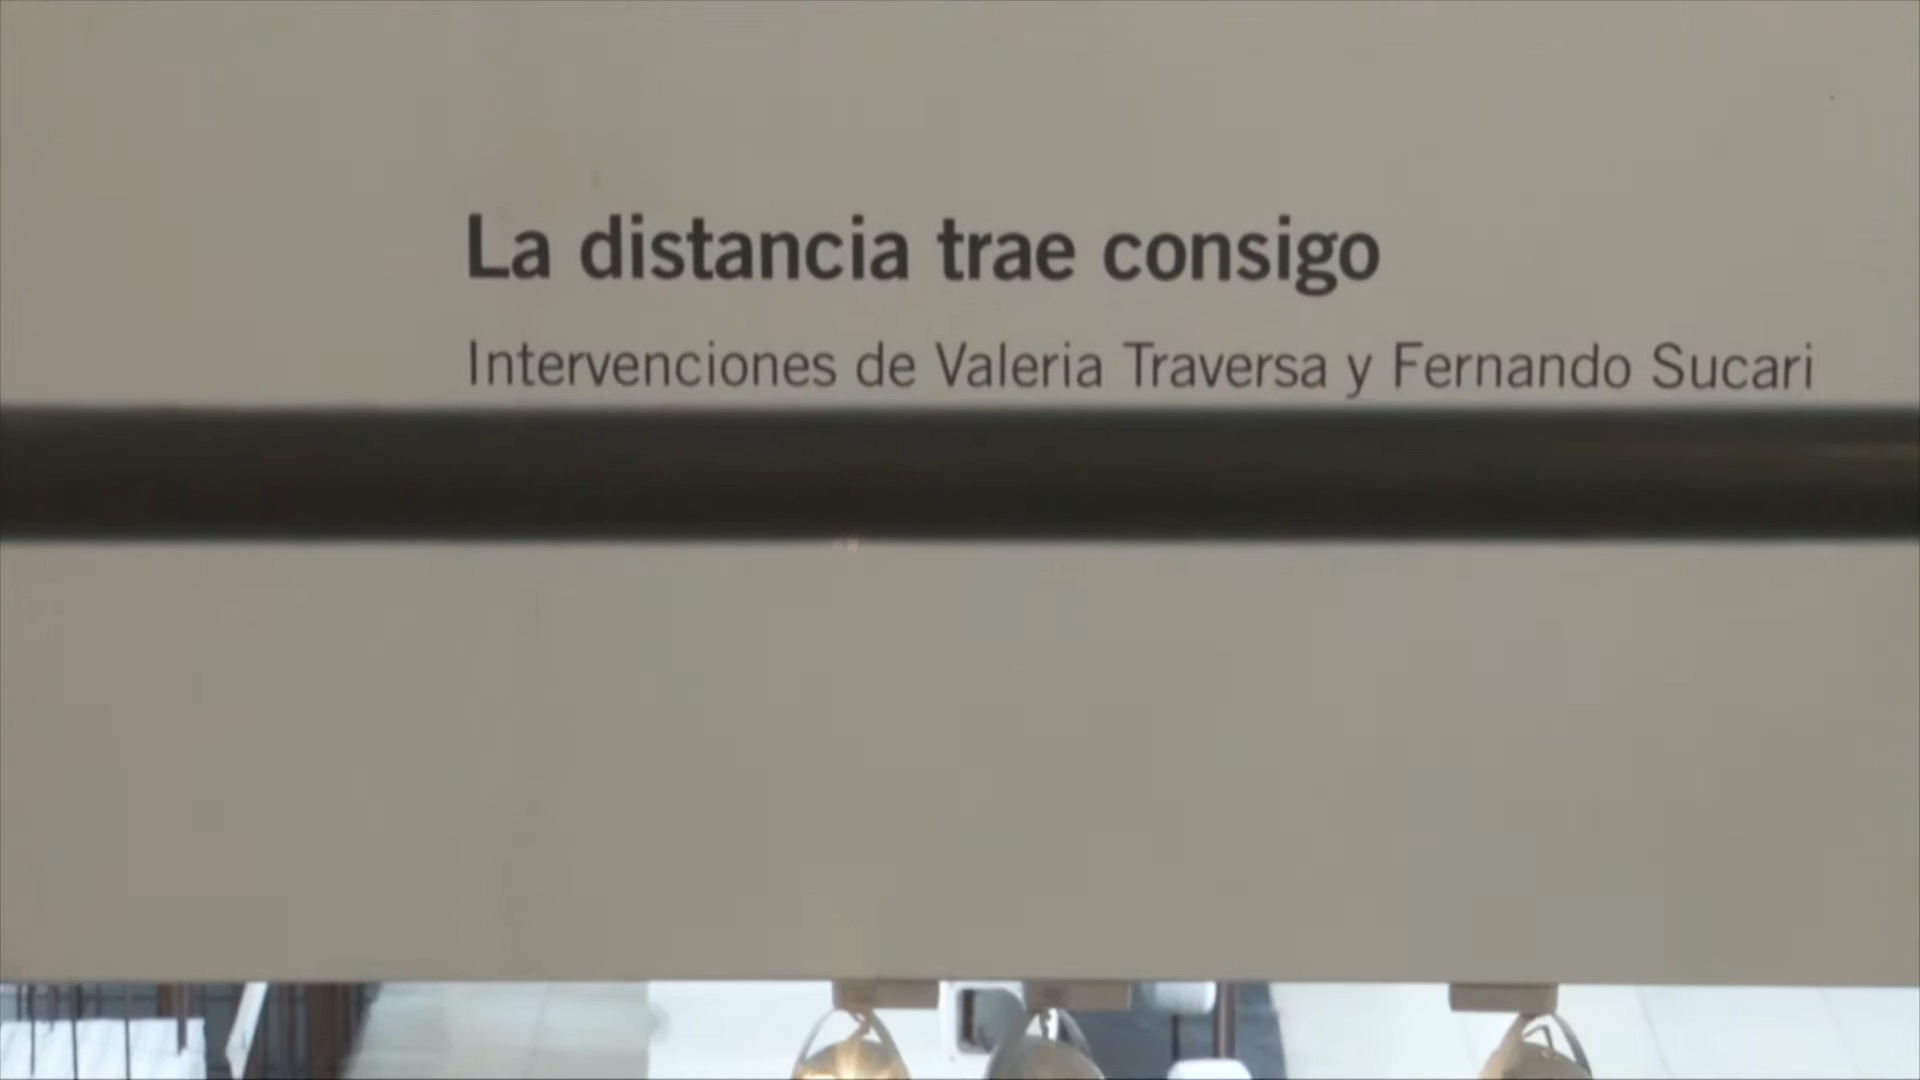 La distancia trae consigo
Intervenciones de Valeria Traversa y Fernando Sucari